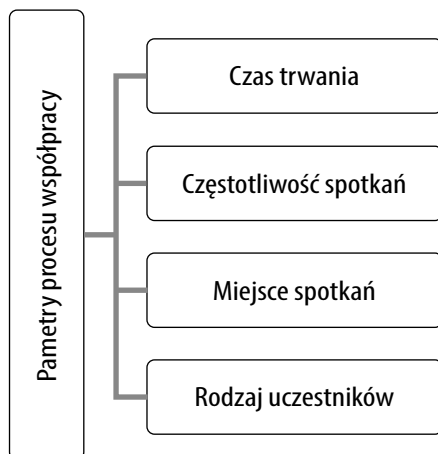 Pametry procesu współpracy
Czas trwania
Częstotliwość spotkań
Miejsce spotkań
Rodzaj uczestników